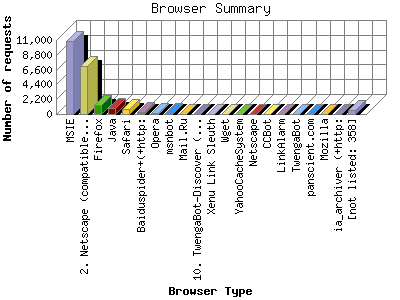 Browser Summary
Number of requests
11,000
8,800
6,600
4,400
2,200
0
MSIE
2. Netscape (compatible...
Firefox
Java
Safari
Baiduspider+(+http:
Opera
msnbot
Mail.Ru
10. TwengaBot-Discover (...
Xenu Link Sleuth
Wget
YahooCacheSystem
Netscape
CCBot
LinkAlarm
TwengaBot
panscient.com
Mozilla
ia_archiver (+http:
[not listed: 358]
Browser Type